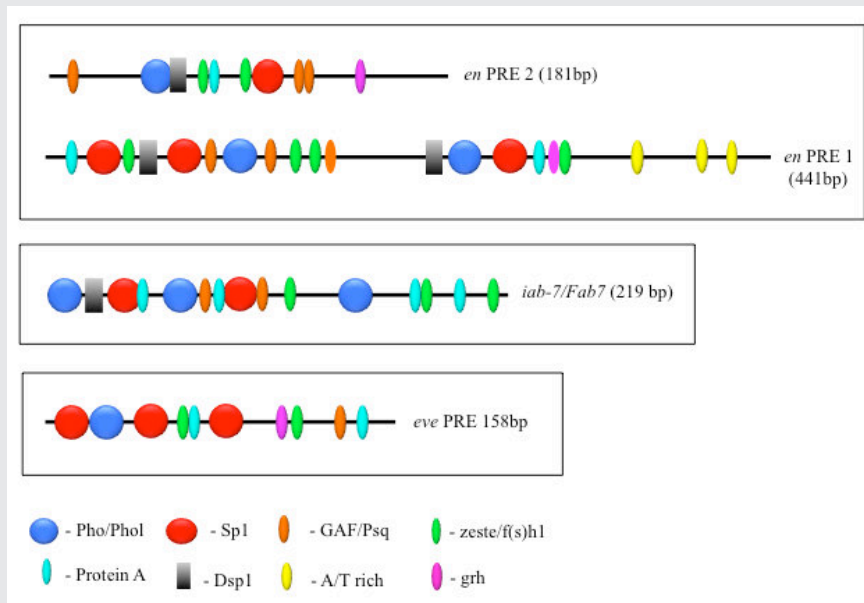 en PRE 2 (181bp)
en PRE 1
(441bp)
iab-7/Fab7 (219 bp)
eve PRE 158bp
- Pho/Phol
- Sp1
- GAF/Psq
- zeste/f(s)h1
- Protein A
- Dsp1
- A/T rich
- grh